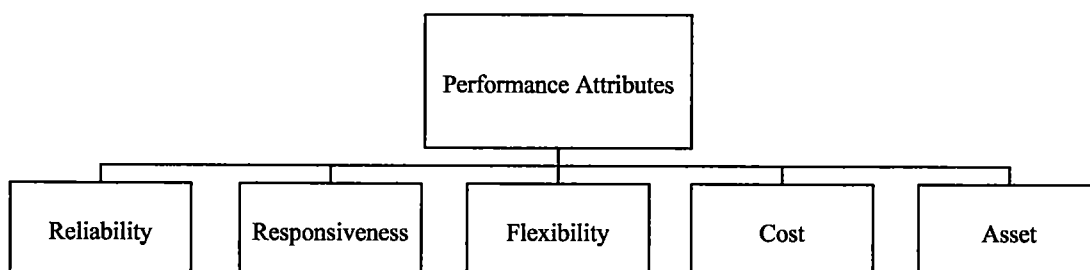 Performance Attributes
Reliability
Responsiveness
Flexibility
Cost
Asset